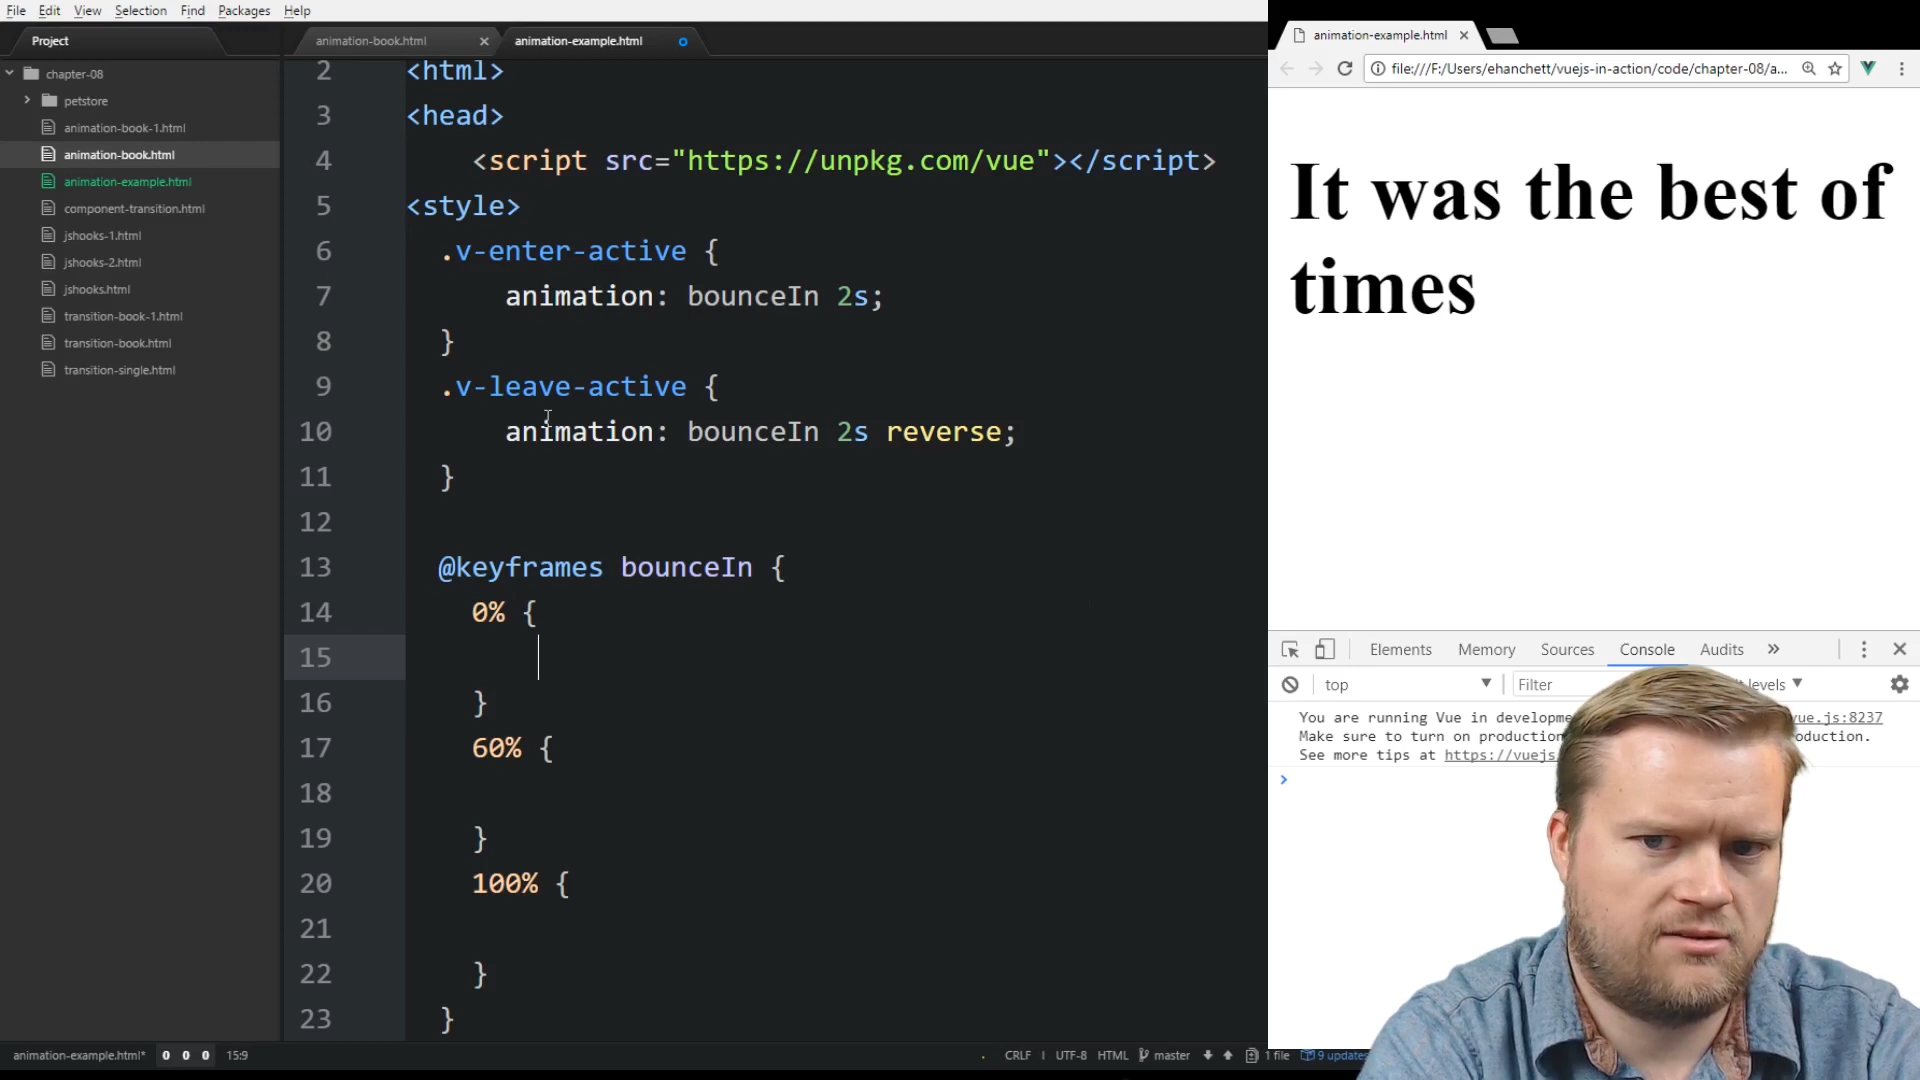 File Edit View Selection Find Packages Help
Project
chapter-08
petstore
animation-book-1.html
animation-book.html
animation-example.html
component-transition.html
jshooks-1.html
jshooks-2.html
jshooks.html
transition-book-1.html
transition-book.html
transition-single.html
animation-book.html
animation-example.html
2 <html>
3 <head>
4 <script src="https://unpkg.com/vue"></script>
5 <style>
6 .v-enter-active {
7 animation: bounceIn 2s;
8 }
9 .v-leave-active {
10 animation: bounceIn 2s reverse;
11 }
12
13 @keyframes bounceIn {
14 0% {
15
16 }
17 60% {
18
19 }
20 100% {
21
22 }
23 }
animation-example.html* 0 0 0 15:9
CRLF UTF-8 HTML master 1 file 9 updates
animation-example.html
file:///F:/Users/ehanchett/vuejs-in-action/code/chapter-08/a...
It was the best of
times
Elements Memory Sources Console Audits »
top Filter levels
You are running Vue in vue.js:8237
Make sure to turn on production oduction.
See more tips at https://vuejs.